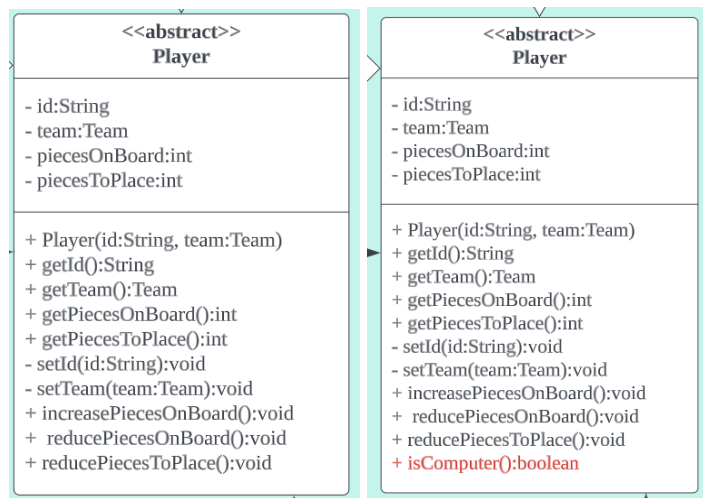 <<abstract>>
Player
- id:String
- team:Team
- piecesOnBoard:int
- piecesToPlace:int
+ Player(id:String, team:Team)
+ getId():String
+ getTeam():Team
+ getPiecesOnBoard():int
+ getPiecesToPlace():int
- setId(id:String):void
- setTeam(team:Team):void
+ increasePiecesOnBoard():void
+ reducePiecesOnBoard():void
+ reducePiecesToPlace():void
<<abstract>>
Player
- id:String
- team:Team
- piecesOnBoard:int
- piecesToPlace:int
+ Player(id:String, team:Team)
+ getId():String
+ getTeam():Team
+ getPiecesOnBoard():int
+ getPiecesToPlace():int
- setId(id:String):void
- setTeam(team:Team):void
+ increasePiecesOnBoard():void
+ reducePiecesOnBoard():void
+ reducePiecesToPlace():void
+ isComputer():boolean